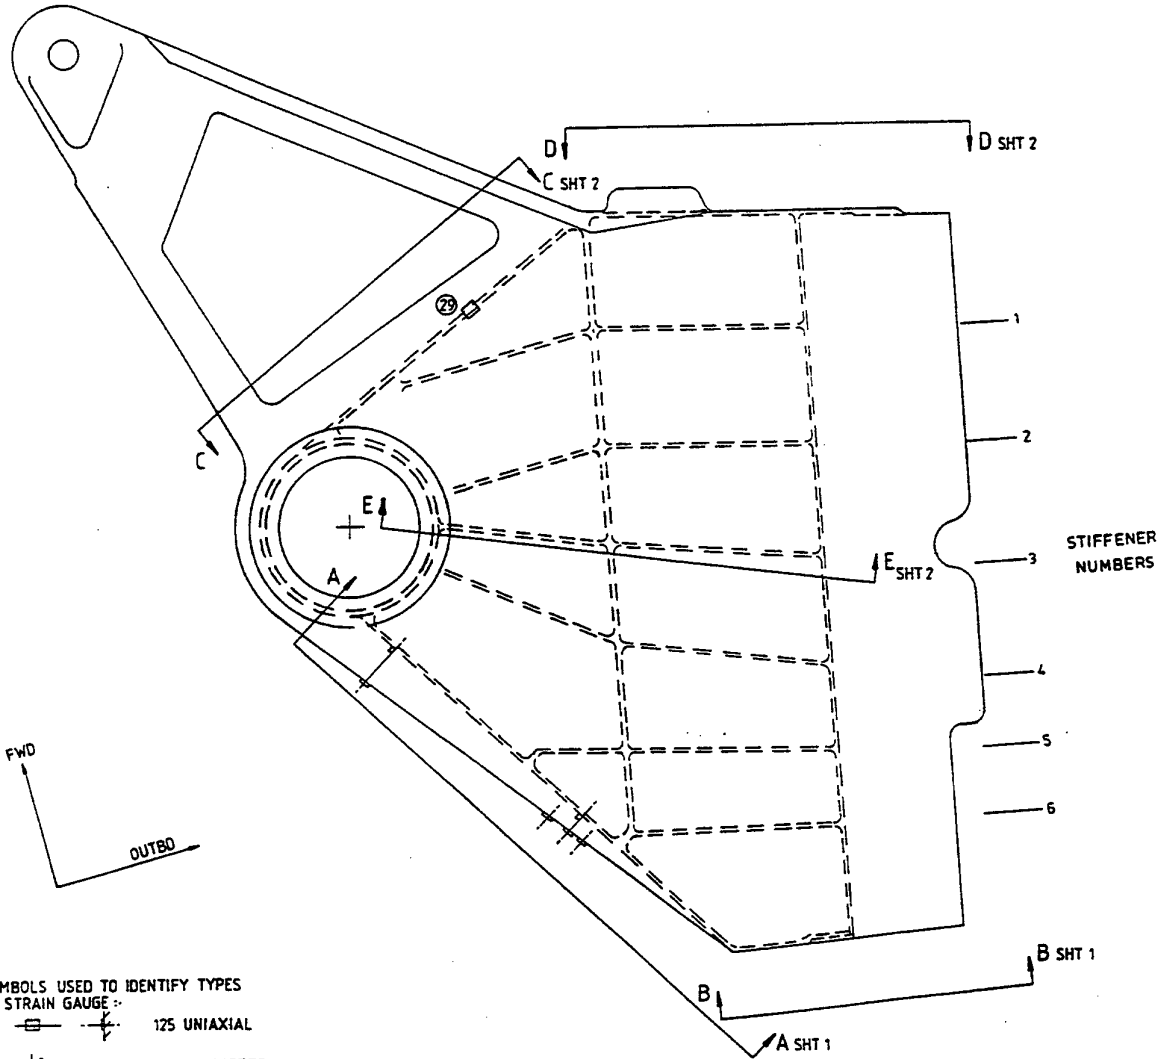 D
D SHT 2
C SHT 2
29
1
2
C
E
STIFFENER
NUMBERS
3
E SHT 2
A
4
5
6
FWD
OUTBD
B SHT 1
B
A SHT 1
MBOLS USED TO IDENTIFY TYPES
STRAIN GAUGE :-
125 UNIAXIAL